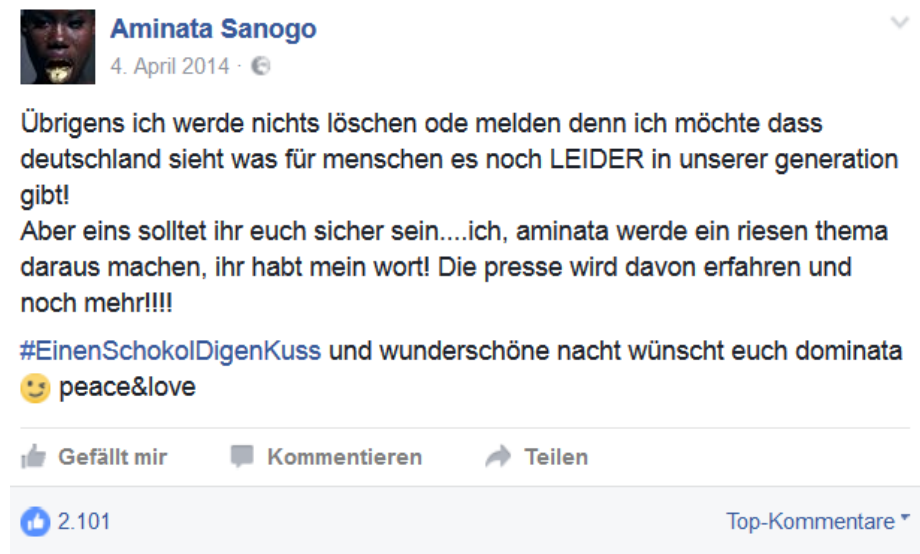 Aminata Sanogo
4. April 2014 ·
Übrigens ich werde nichts löschen ode melden denn ich möchte dass
deutschland sieht was für menschen es noch LEIDER in unserer generation
gibt!
Aber eins solltet ihr euch sicher sein....ich, aminata werde ein riesen thema
daraus machen, ihr habt mein wort! Die presse wird davon erfahren und
noch mehr!!!!
#EinenSchokolDigenKuss und wunderschöne nacht wünscht euch dominata
😉 peace&love
Gefällt mir Kommentieren Teilen
2.101 Top-Kommentare